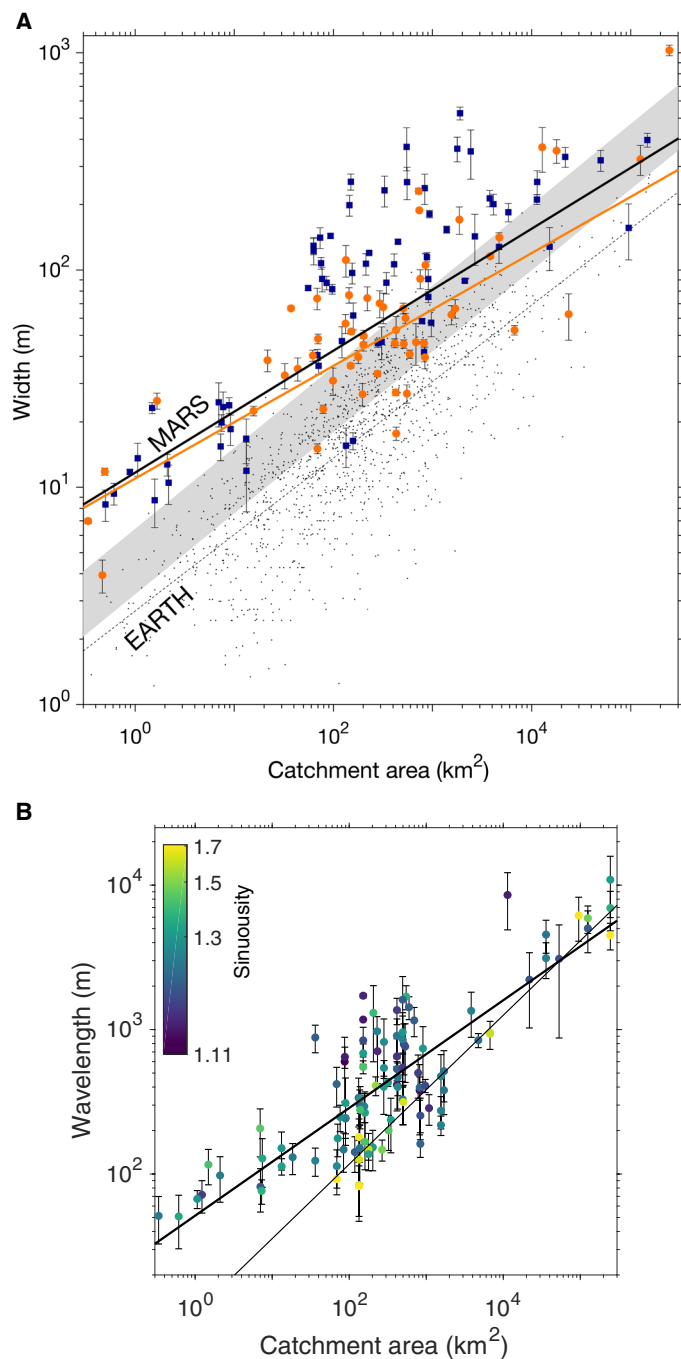 A
10³
10²
10¹
10⁰
Width (m)
MARS
EARTH
10⁰
10²
10⁴
Catchment area (km²)
B
1.7
1.5
1.3
1.11
Sinuousity
10⁴
10³
10²
Wavelength (m)
10⁰
10²
10⁴
Catchment area (km²)